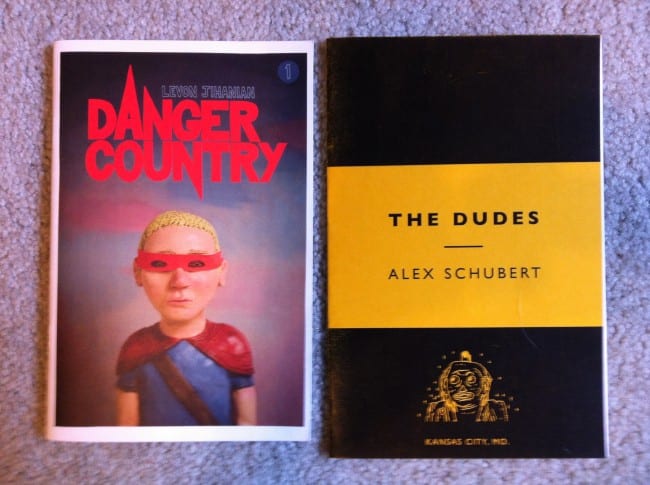 1
LEVON JIHANIAN
DANGER
COUNTRY
THE DUDES
ALEX SCHUBERT
KANSAS CITY, MO.